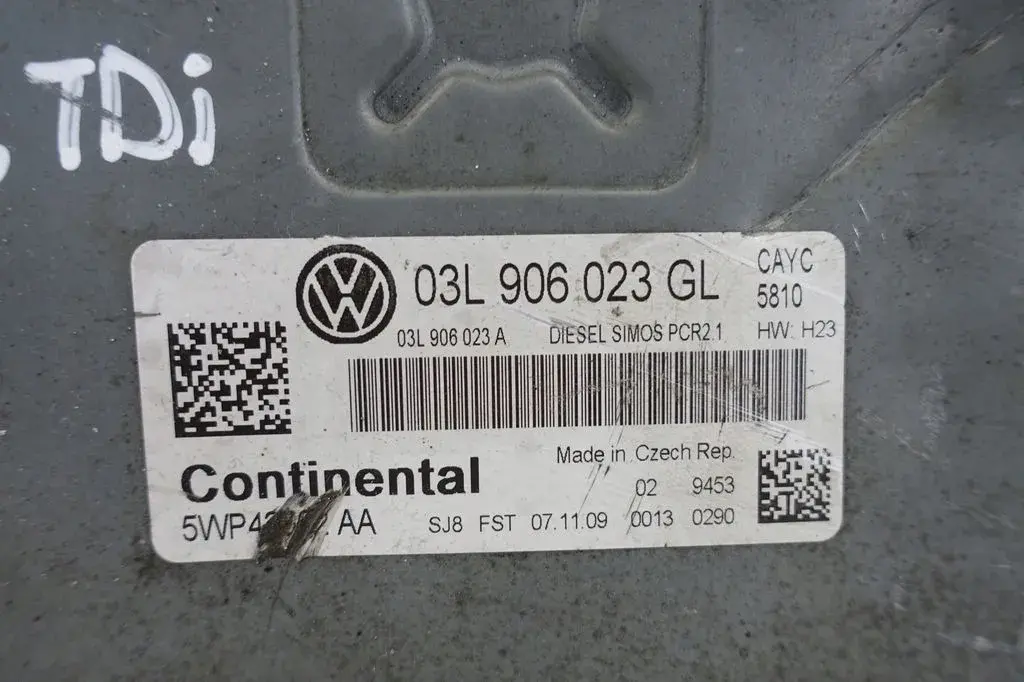 TDi
03L 906 023 GL
CAYC
5810
03L 906 023 A DIESEL SIMOS PCR2.1 HW: H23
Made in Czech Rep.
Continental
02 9453
AA SJ8 FST 07.11.09 0013 0290